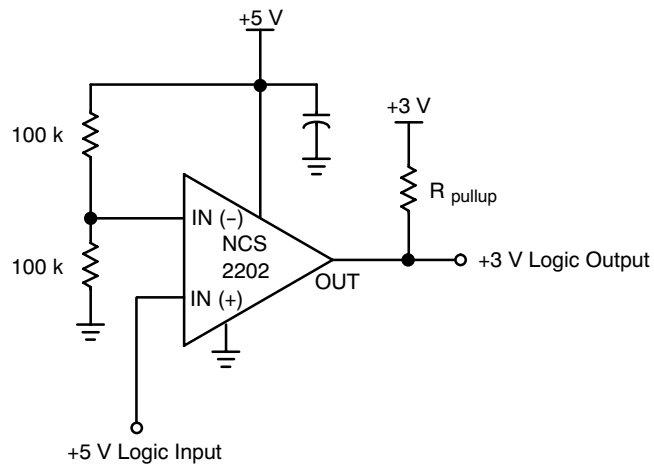 +5 V
+3 V
100 k
R pullup
IN (−)
NCS
2202
100 k
+3 V Logic Output
OUT
IN (+)
+5 V Logic Input